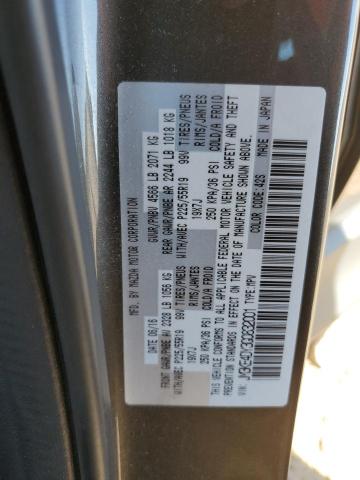 MFD. BY MAZDA MOTOR CORPORATION
DATE: 05/16 GVWR/PNBV 4566 LB 2071 KG
FRONT GAWR/PNBE AV 2328 LB 1056 KG REAR GAWR/PNBE AR 2244 LB 1018 KG
WITH/AVEC P225/55R19 99V TIRES/PNEUS WITH/AVEC P225/55R19 99V TIRES/PNEUS
19X7J RIMS/JANTES 19X7J RIMS/JANTES
250 KPA/36 PSI COLD/A FROID 250 KPA/36 PSI COLD/A FROID
THIS VEHICLE CONFORMS TO ALL APPLICABLE FEDERAL MOTOR VEHICLE SAFETY AND THEFT
PREVENTION STANDARDS IN EFFECT ON THE DATE OF MANUFACTURE SHOWN ABOVE.
VIN: TYPE: MPV COLOR CODE: 42S MADE IN JAPAN